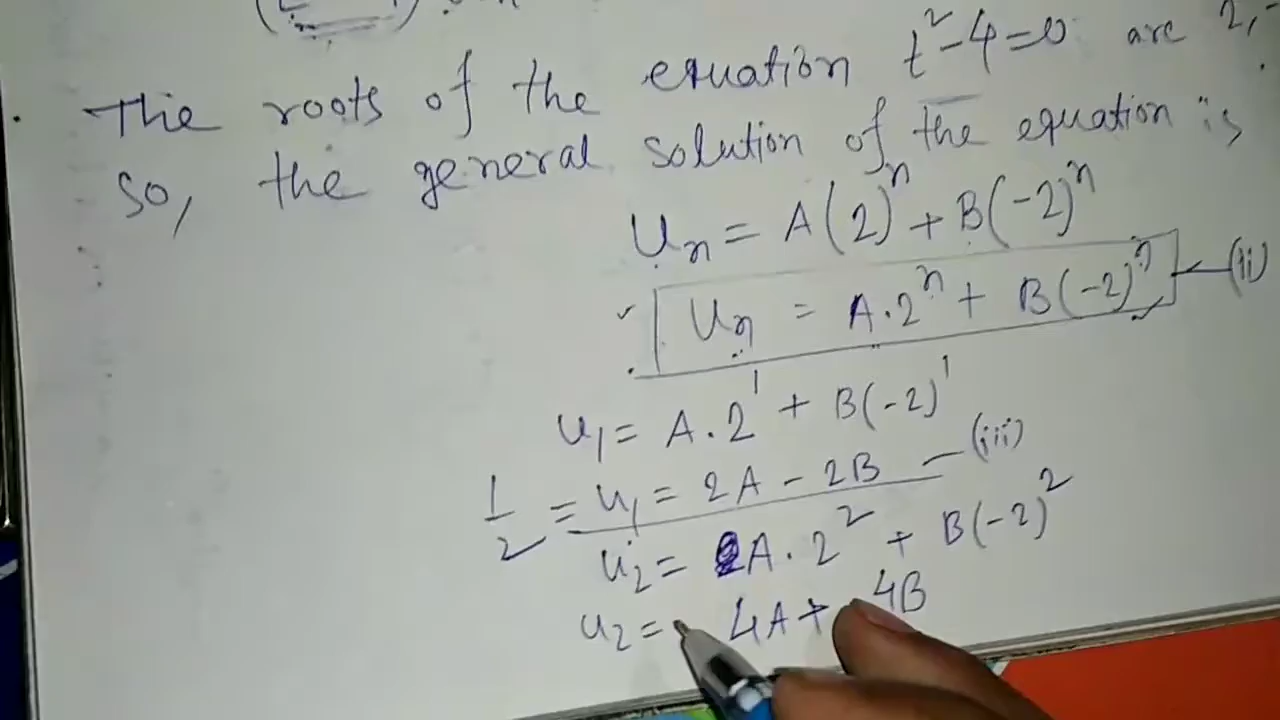 The roots of the equation t²-4=0 are 2,-
so, the general solution of the equation is
Uₙ = A(2)ⁿ + B(-2)ⁿ
Uₙ = A.2ⁿ + B(-2)ⁿ —(ii)
u₁ = A.2¹ + B(-2)¹
1/2 = u₁ = 2A - 2B —(iii)
u₂ = A.2² + B(-2)²
u₂ = 4A + 4B